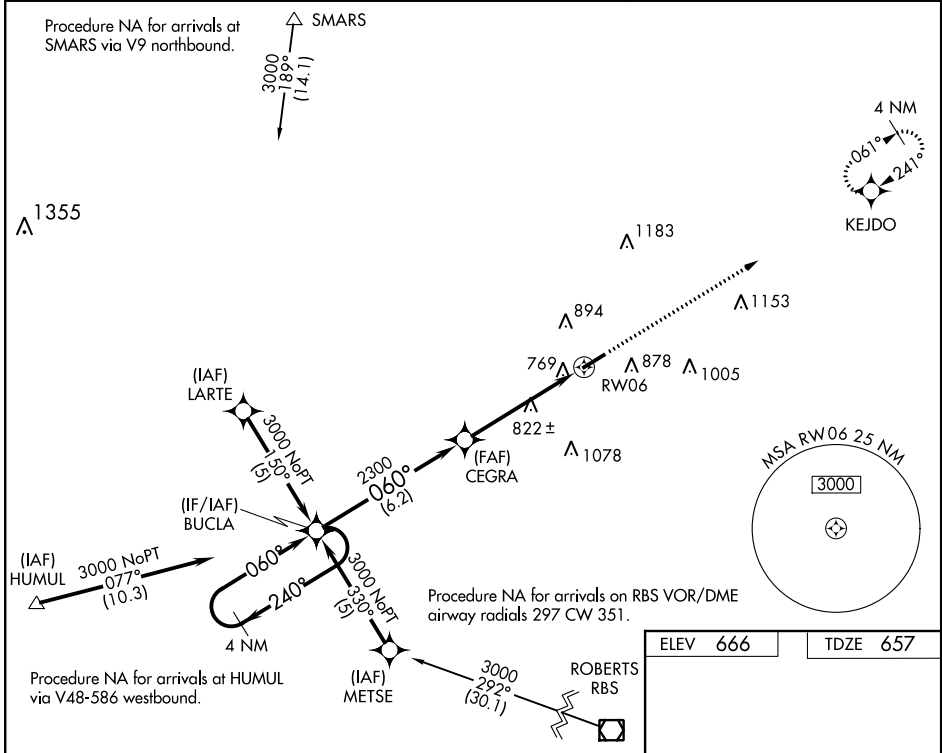 Procedure NA for arrivals at
SMARS via V9 northbound.
SMARS
3000
189°
(14.1)
4 NM
061°
241°
KEJDO
1355
1183
1153
894
769
RW06
878
1005
822 ±
1078
(IAF)
LARTE
3000 NoPT
150°
(5)
(FAF)
CEGRA
2300
060°
(6.2)
(IF/IAF)
BUCLA
MSA RW06 25 NM
3000
(IAF)
HUMUL
3000 NoPT
077°
(10.3)
060°
240°
4 NM
3000 NoPT
330°
(5)
Procedure NA for arrivals on RBS VOR/DME
airway radials 297 CW 351.
Procedure NA for arrivals at HUMUL
via V48-586 westbound.
(IAF)
METSE
3000
292°
(30.1)
ROBERTS
RBS
ELEV 666
TDZE 657